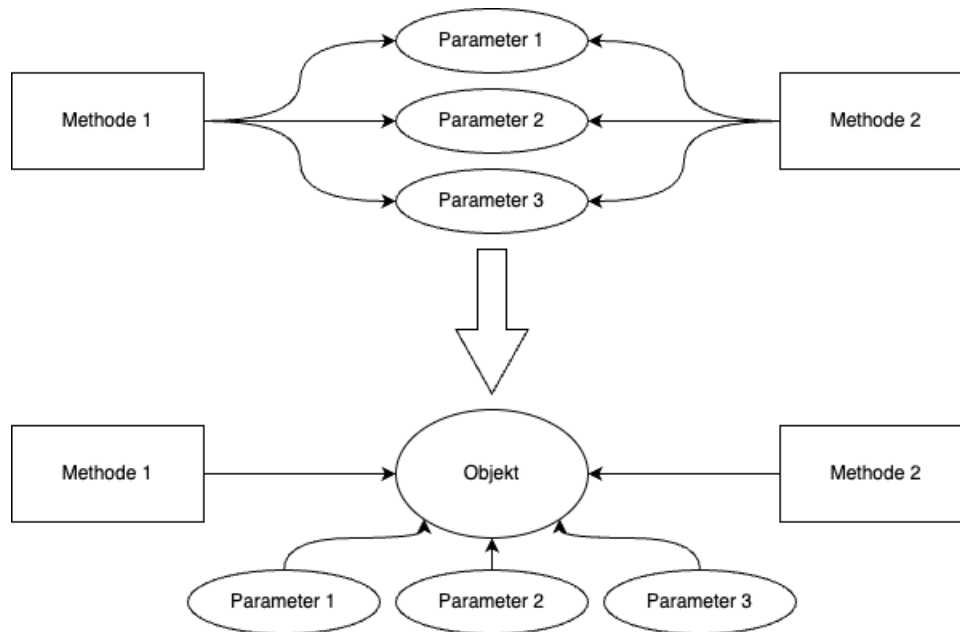 Parameter 1
Methode 1
Parameter 2
Methode 2
Parameter 3
Methode 1
Objekt
Methode 2
Parameter 1
Parameter 2
Parameter 3